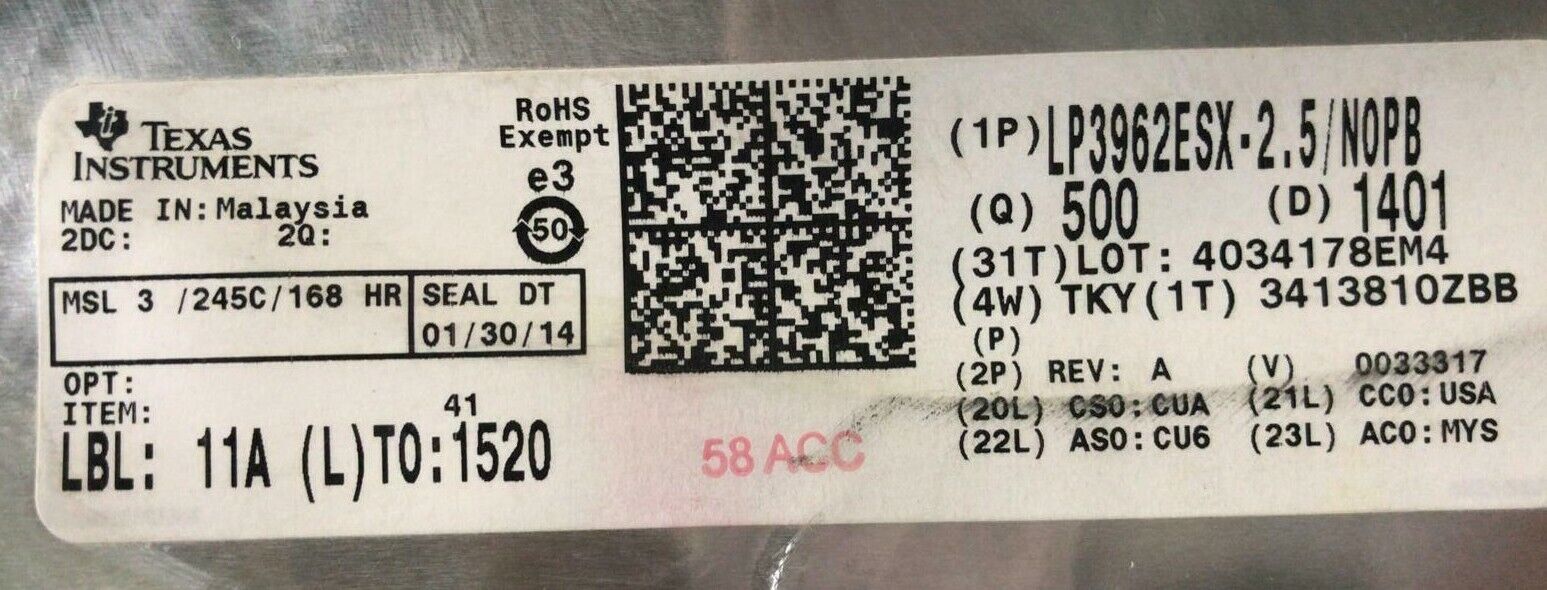 TEXAS
INSTRUMENTS
MADE IN: Malaysia
2DC: 2Q:
MSL 3 /245C/168 HR
SEAL DT
01/30/14
OPT:
ITEM:
41
LBL: 11A (L)TO:1520
RoHS
Exempt
e3
50
58 ACC
(1P) LP3962ESX-2.5/NOPB
(Q) 500 (D) 1401
(31T) LOT: 4034178EM4
(4W) TKY(1T) 3413810ZBB
(P)
(2P) REV: A (V) 0033317
(20L) CSO:CUA (21L) CCO:USA
(22L) ASO:CU6 (23L) ACO:MYS